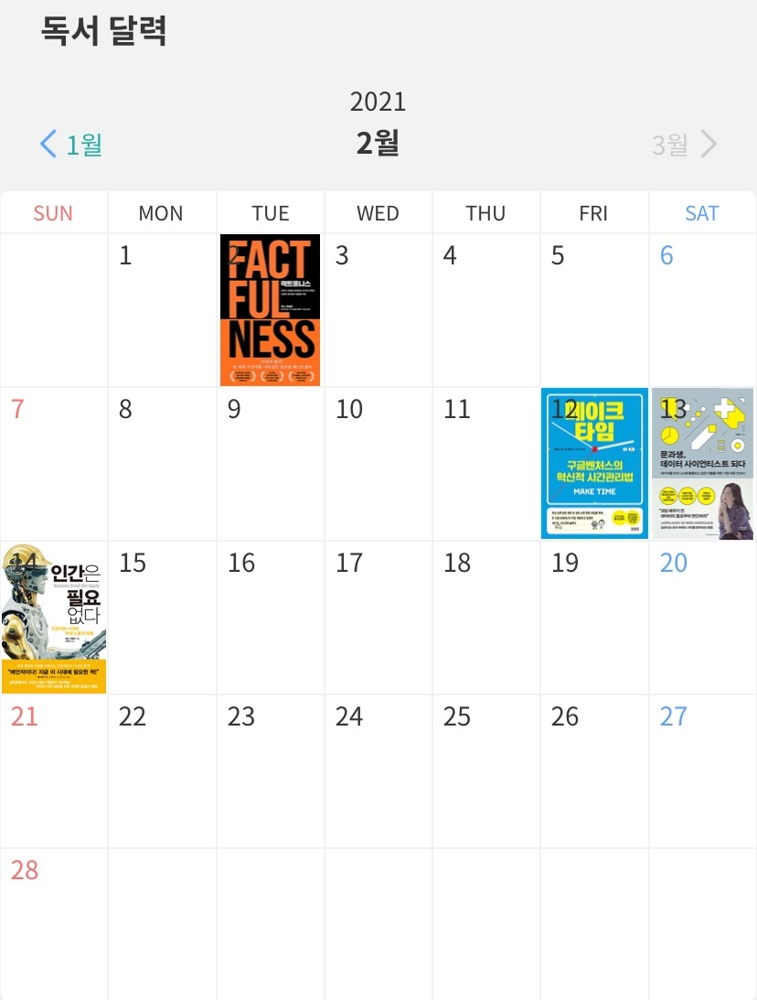 독서 달력
2021
1월
2월
3월
SUN MON TUE WED THU FRI SAT
1 2 3 4 5 6
FACT
FUL
팩트풀니스
NESS
7 8 9 10 11 12 13
메이크
타임
구글벤처스의
혁신적 시간관리법
MAKE TIME
문과생,
데이터 사이언티스트 되다
14 15 16 17 18 19 20
인간은
Humans Need Not Apply
필요
없다
"예언적이다! 지금 이 시대에 필요한 책!"
21 22 23 24 25 26 27
28